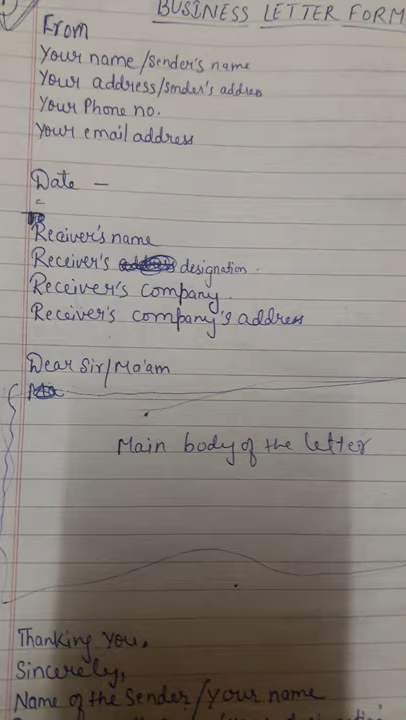 BUSINESS LETTER FORM
From
Your name/sender's name
Your address/sender's address
Your Phone no.
Your email address
Date –
To
Receiver's name
Receiver's designation.
Receiver's company.
Receiver's company's address
Dear Sir/Ma'am
Main body of the letter
Thanking You,
Sincerely,
Name of the Sender/your name